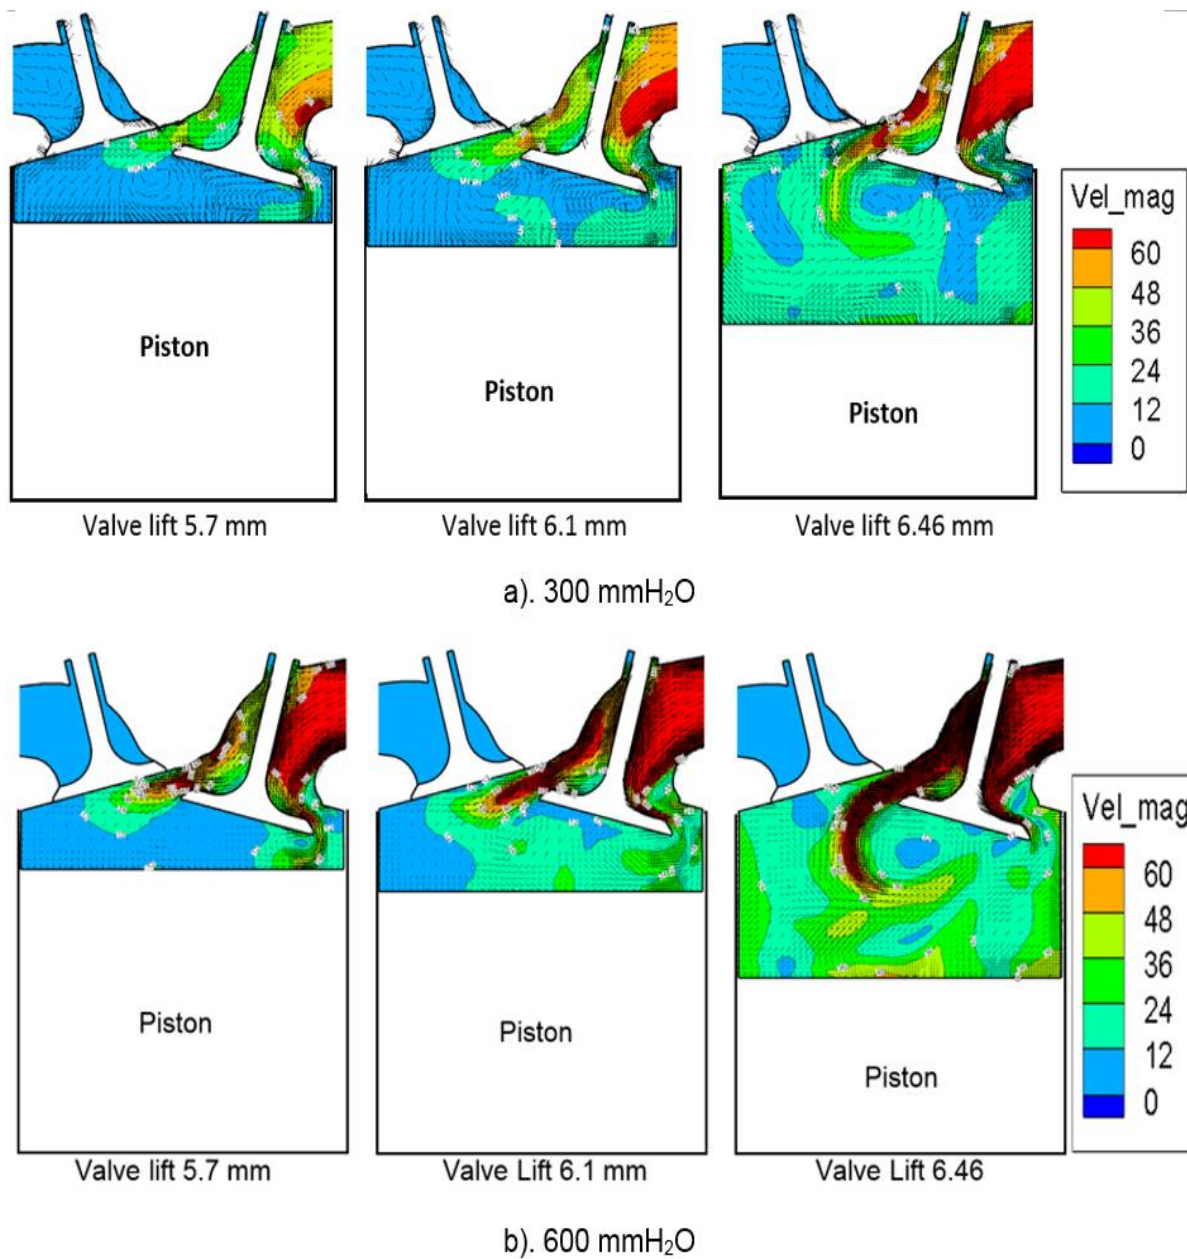 Vel_mag
60
48
36
24
12
0
Piston
Piston
Piston
Valve lift 5.7 mm
Valve lift 6.1 mm
Valve lift 6.46 mm
a). 300 mmH₂O
Vel_mag
60
48
36
24
12
0
Piston
Piston
Piston
Valve lift 5.7 mm
Valve Lift 6.1 mm
Valve Lift 6.46
b). 600 mmH₂O